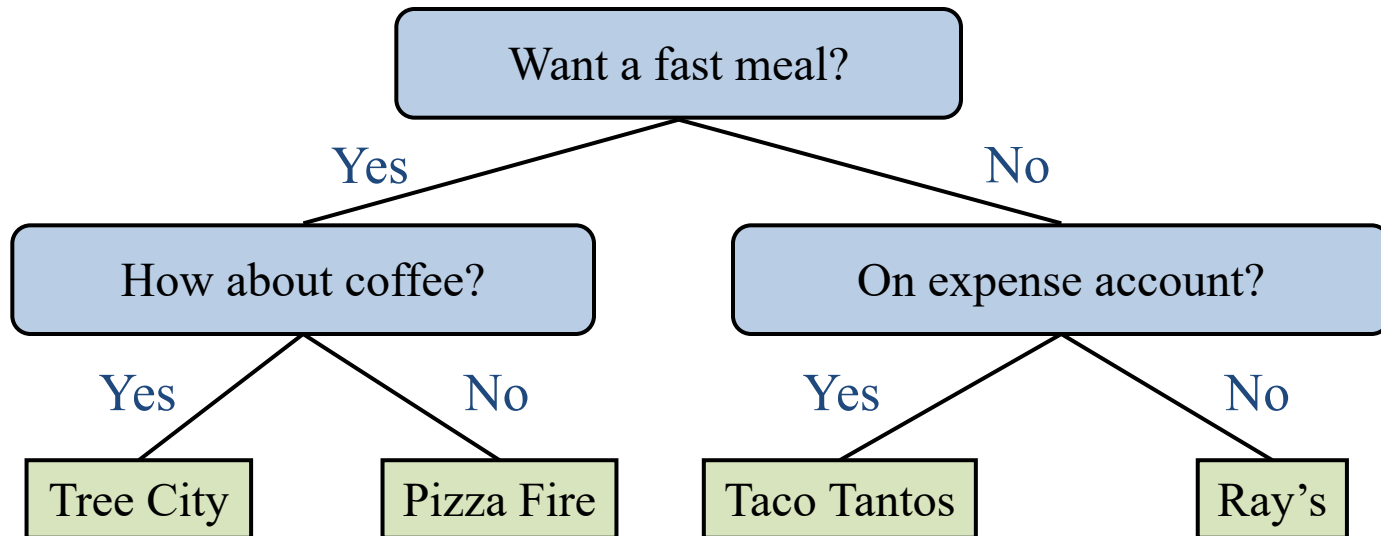 Want a fast meal?
Yes
No
How about coffee?
On expense account?
Yes
No
Yes
No
Tree City
Pizza Fire
Taco Tantos
Ray’s